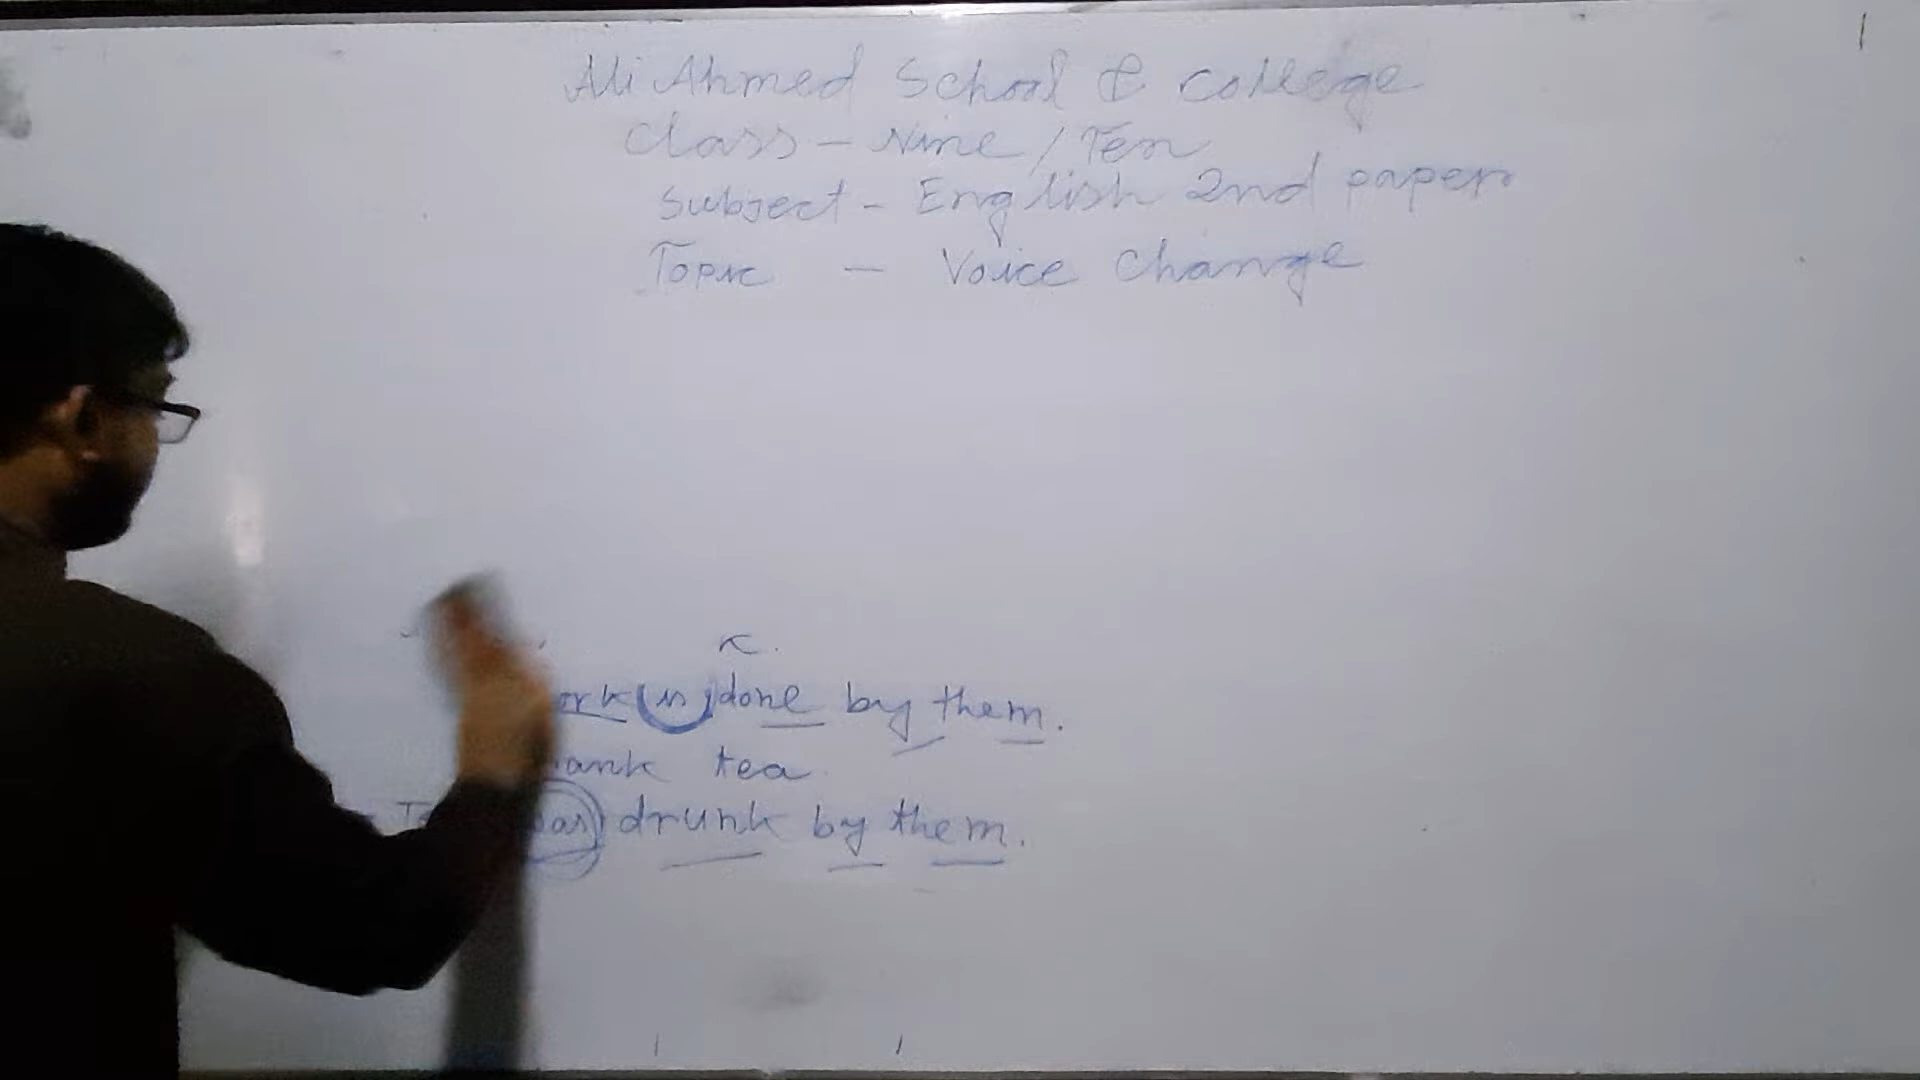 Ali Ahmed School & College
Class - Nine / Ten
Subject - English 2nd paper
Topic - Voice Change
is done by them.
tea.
drunk by them.